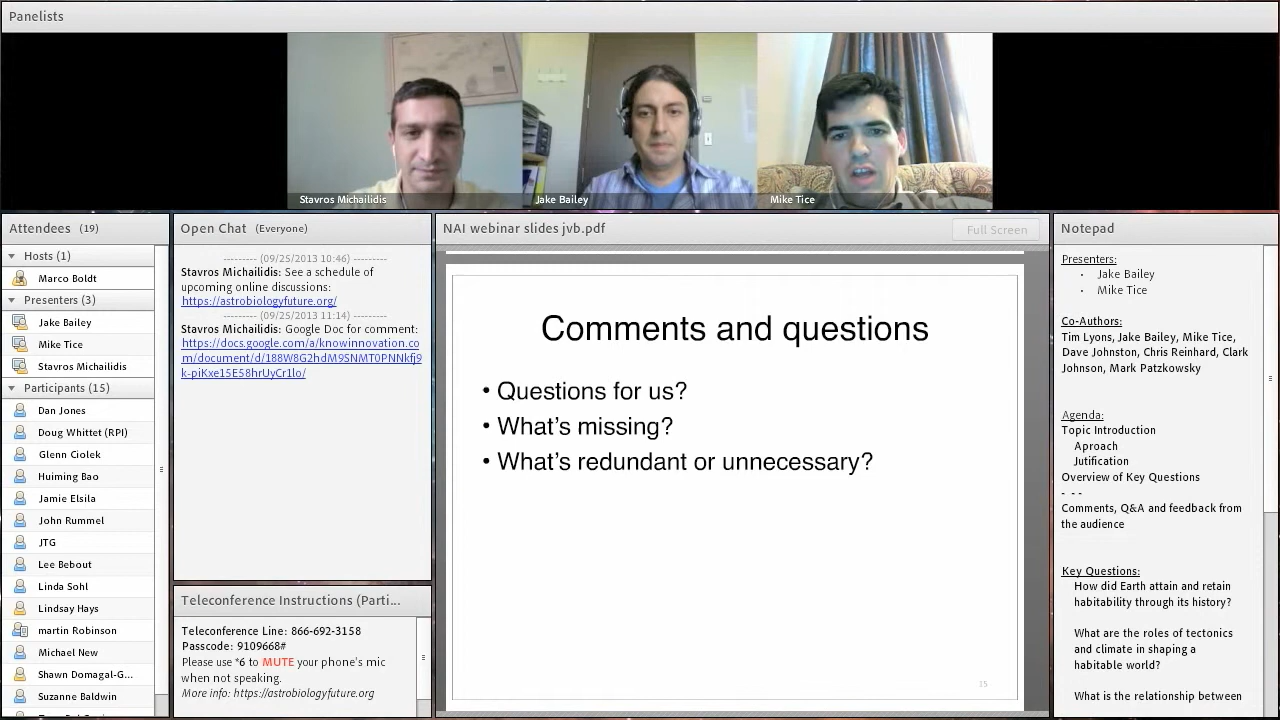 Panelists
Stavros Michailidis
Jake Bailey
Mike Tice
Attendees (19)
Hosts (1)
Marco Boldt
Presenters (3)
Jake Bailey
Mike Tice
Stavros Michailidis
Participants (15)
Dan Jones
Doug Whittet (RPI)
Glenn Ciolek
Huiming Bao
Jamie Elsila
John Rummel
JTG
Lee Bebout
Linda Sohl
Lindsay Hays
martin Robinson
Michael New
Shawn Domagal-G...
Suzanne Baldwin
Open Chat (Everyone)
--------- (09/25/2013 10:46) ---------
Stavros Michailidis: See a schedule of
upcoming online discussions:
https://astrobiologyfuture.org/
--------- (09/25/2013 11:14) ---------
Stavros Michailidis: Google Doc for comment:
https://docs.google.com/a/knowinnovation.co
m/document/d/188W8G2hdM9SNMT0PNNkfj9
k-piKxe15E58hrUyCr1lo/
Teleconference Instructions (Parti...
Teleconference Line: 866-692-3158
Passcode: 9109668#
Please use *6 to MUTE your phone's mic
when not speaking.
More info: https://astrobiologyfuture.org
NAI webinar slides jvb.pdf
Full Screen
Comments and questions
• Questions for us?
• What's missing?
• What's redundant or unnecessary?
15
Notepad
Presenters:
• Jake Bailey
• Mike Tice
Co-Authors:
Tim Lyons, Jake Bailey, Mike Tice,
Dave Johnston, Chris Reinhard, Clark
Johnson, Mark Patzkowsky
Agenda:
Topic Introduction
Aproach
Jutification
Overview of Key Questions
- - -
Comments, Q&A and feedback from
the audience
Key Questions:
How did Earth attain and retain
habitability through its history?
What are the roles of tectonics
and climate in shaping a
habitable world?
What is the relationship between